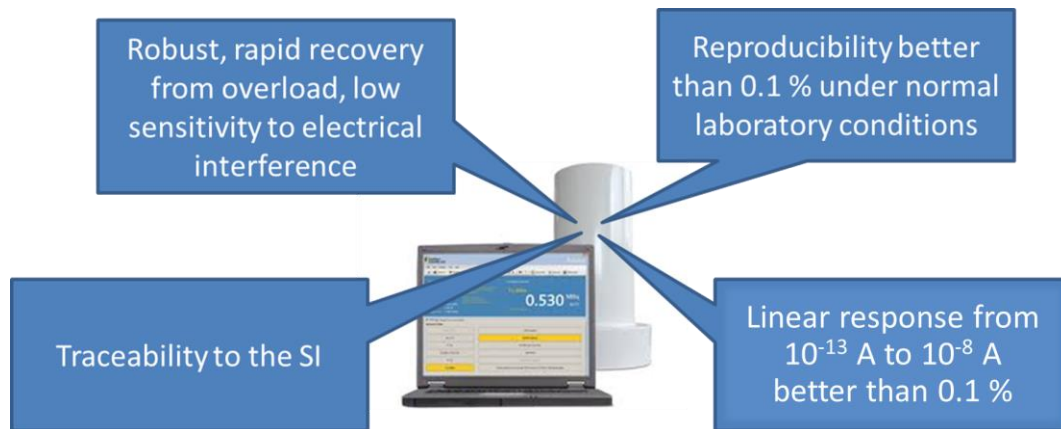 Robust, rapid recovery
from overload, low
sensitivity to electrical
interference
Reproducibility better
than 0.1 % under normal
laboratory conditions
0.530 MBq
Traceability to the SI
Linear response from
10⁻¹³ A to 10⁻⁸ A
better than 0.1 %